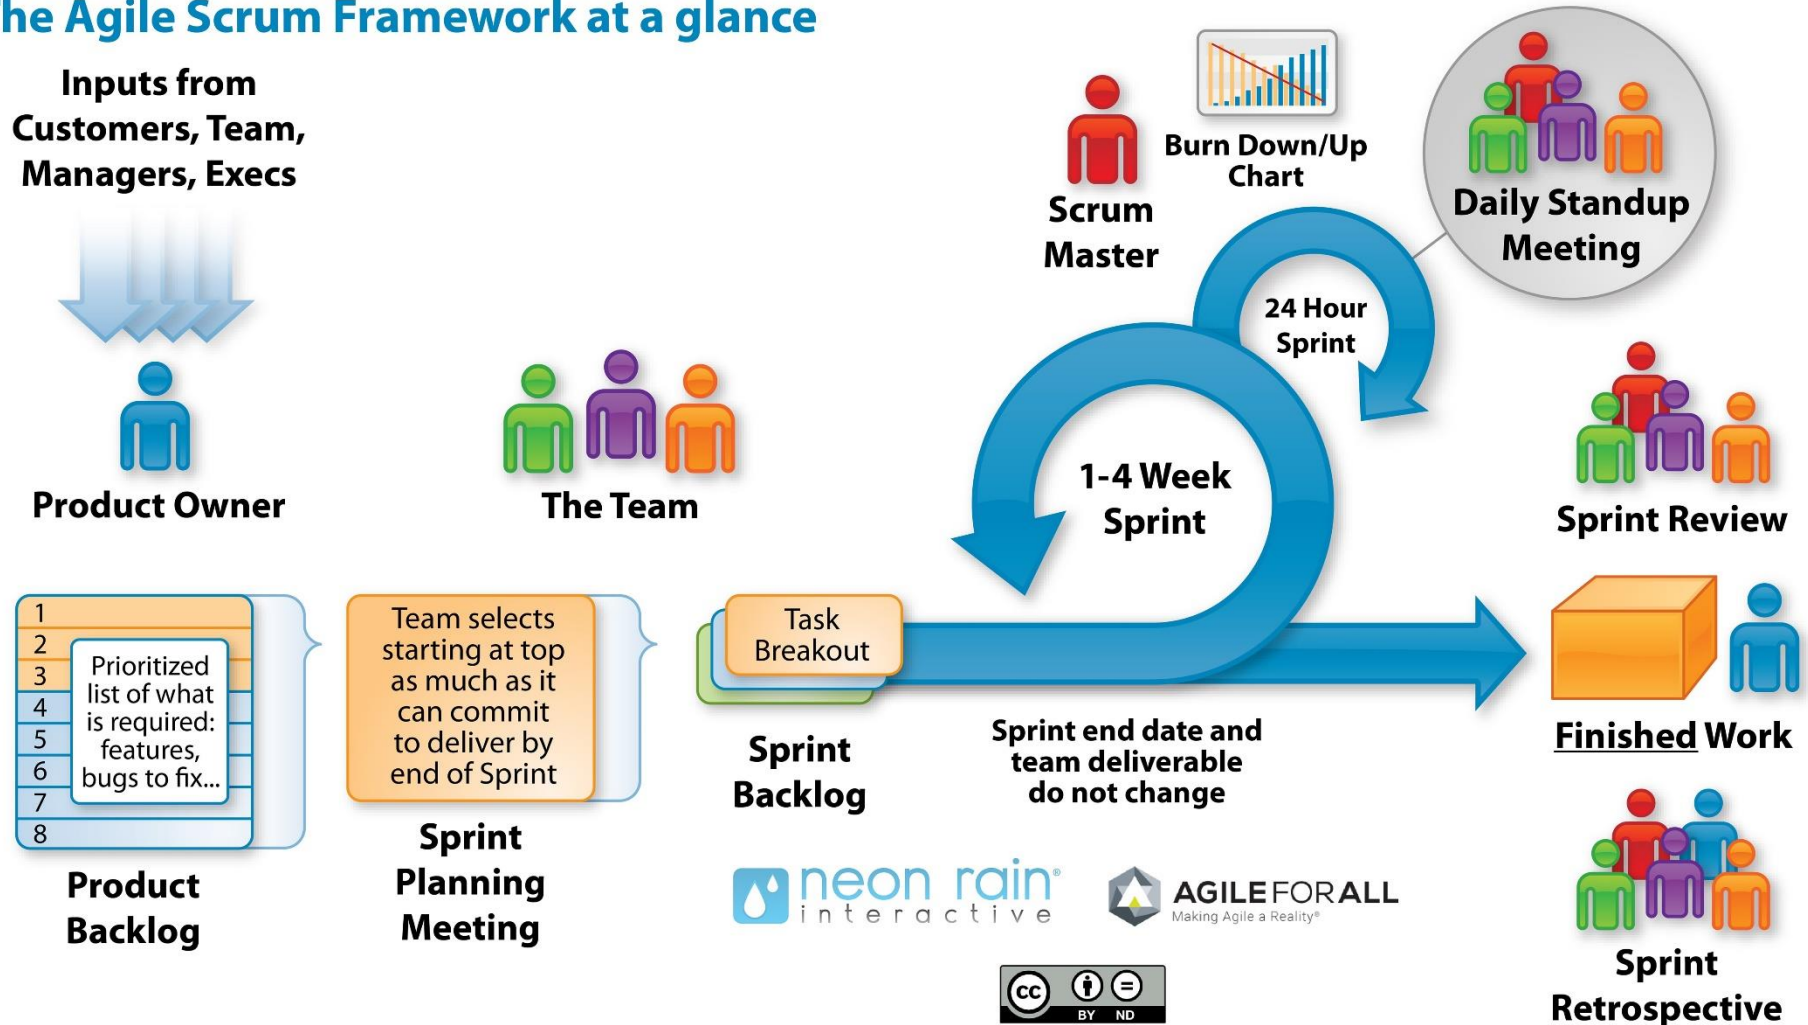 he Agile Scrum Framework at a glance
Inputs from
Customers, Team,
Managers, Execs
Product Owner
The Team
Scrum
Master
Burn Down/Up
Chart
Daily Standup
Meeting
24 Hour
Sprint
1-4 Week
Sprint
Sprint Review
1
2
3
4
5
6
7
8
Prioritized
list of what
is required:
features,
bugs to fix...
Product
Backlog
Team selects
starting at top
as much as it
can commit
to deliver by
end of Sprint
Sprint
Planning
Meeting
Task
Breakout
Sprint
Backlog
Sprint end date and
team deliverable
do not change
Finished Work
Sprint
Retrospective
neon rain®
interactive
AGILEFORALL
Making Agile a Reality®
cc
BY ND